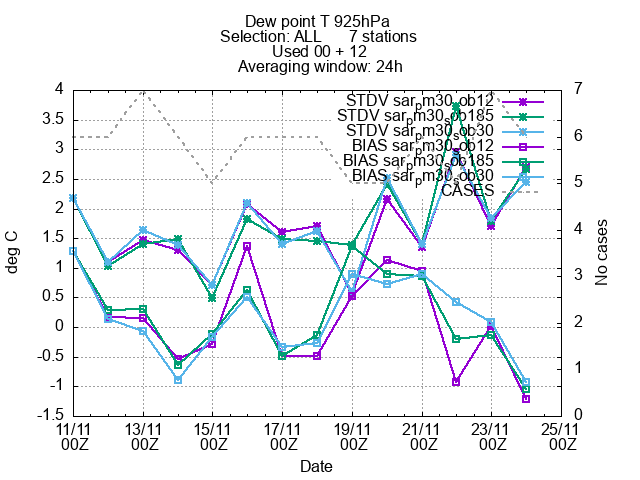 Dew point T 925hPa
Selection: ALL 7 stations
Used 00 + 12
Averaging window: 24h
STDV sar_pm30_sob12
STDV sar_pm30_sob185
STDV sar_pm30_sob30
BIAS sar_pm30_sob12
BIAS sar_pm30_sob185
BIAS sar_pm30_sob30
CASES
4
3.5
3
2.5
2
1.5
1
0.5
0
-0.5
-1
-1.5
deg C
7
6
5
4
3
2
1
0
No cases
11/11 13/11 15/11 17/11 19/11 21/11 23/11 25/11
00Z 00Z 00Z 00Z 00Z 00Z 00Z 00Z
Date